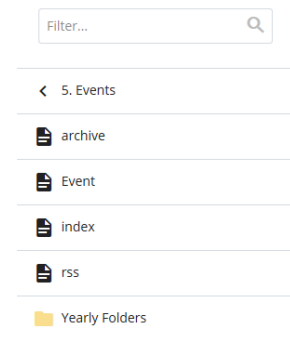 Filter...
5. Events
archive
Event
index
rss
Yearly Folders